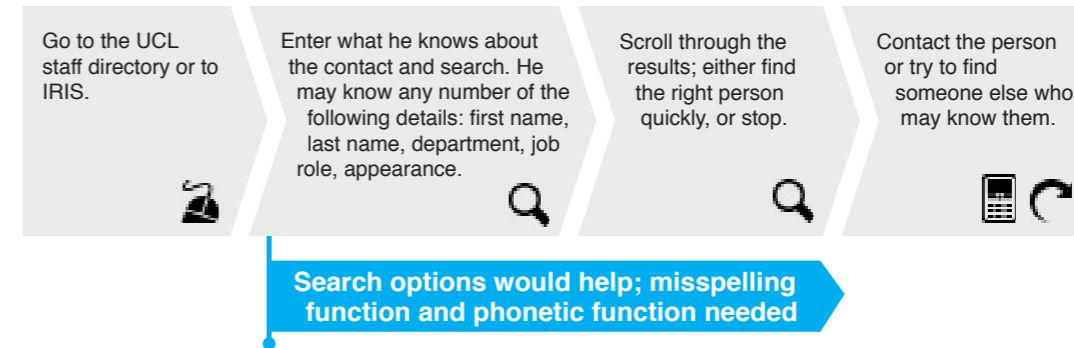 Go to the UCL
staff directory or to
IRIS.
Enter what he knows about
the contact and search. He
may know any number of the
following details: first name,
last name, department, job
role, appearance.
Scroll through the
results; either find
the right person
quickly, or stop.
Contact the person
or try to find
someone else who
may know them.
Search options would help; misspelling
function and phonetic function needed